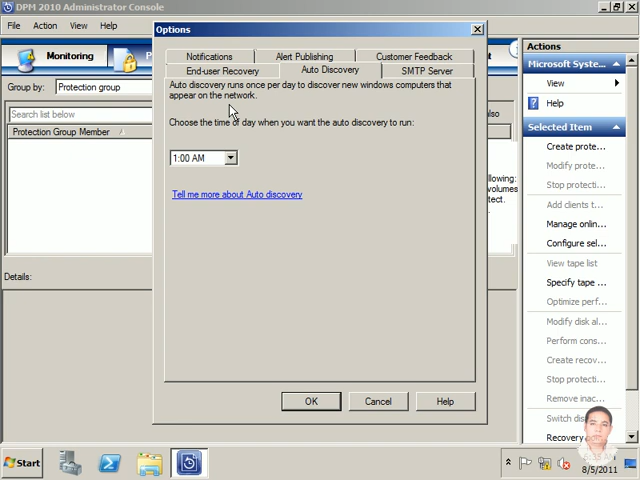 DPM 2010 Administrator Console
File Action View Help
Monitoring
Group by: Protection group
Search list below
Protection Group Member
Details:
Options
Notifications Alert Publishing Customer Feedback
End-user Recovery Auto Discovery SMTP Server
Auto discovery runs once per day to discover new windows computers that
appear on the network.
Choose the time of day when you want the auto discovery to run:
1:00 AM
Tell me more about Auto discovery
OK Cancel Help
also
llowing:
volumes
tect.
Actions
Microsoft Syste...
View
Help
Selected Item
Create prote...
Modify prote...
Stop protecti...
Add clients t...
Manage onlin...
Configure sel...
View tape list
Specify tape ...
Optimize perf...
Modify disk al...
Perform cons...
Create recov...
Stop protecti...
Remove inac...
Switch disk
Recovery
Start
8/5/2011